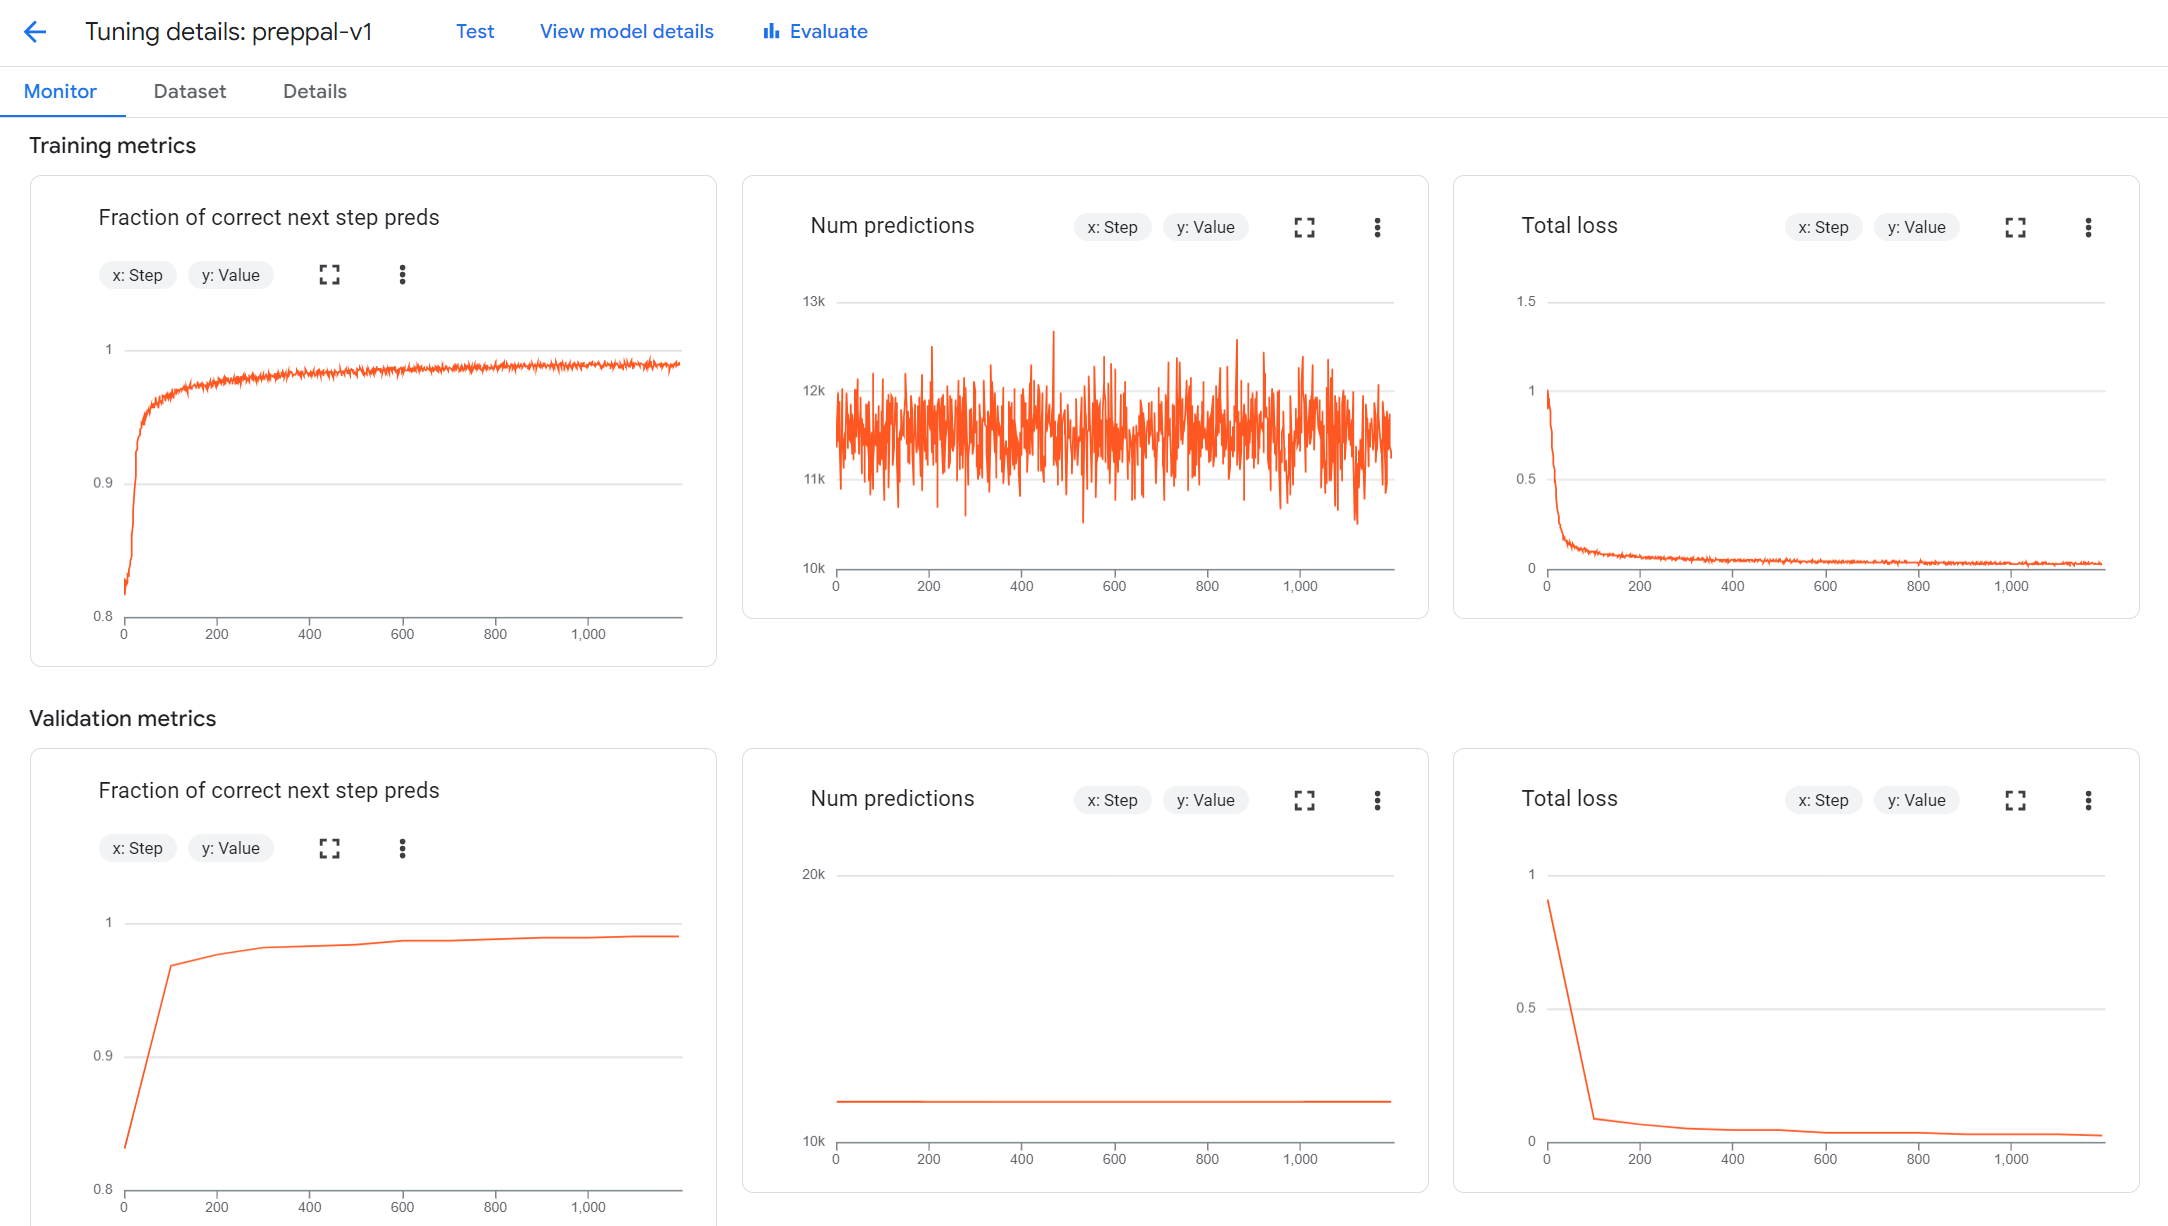 Tuning details: preppal-v1 Test View model details Evaluate
Monitor Dataset Details
Training metrics
Fraction of correct next step preds
x: Step y: Value
1
0.9
0.8
0 200 400 600 800 1,000
Num predictions x: Step y: Value
13k
12k
11k
10k
0 200 400 600 800 1,000
Total loss x: Step y: Value
1.5
1
0.5
0
0 200 400 600 800 1,000
Validation metrics
Fraction of correct next step preds
x: Step y: Value
1
0.9
0.8
0 200 400 600 800 1,000
Num predictions x: Step y: Value
20k
10k
0 200 400 600 800 1,000
Total loss x: Step y: Value
1
0.5
0
0 200 400 600 800 1,000